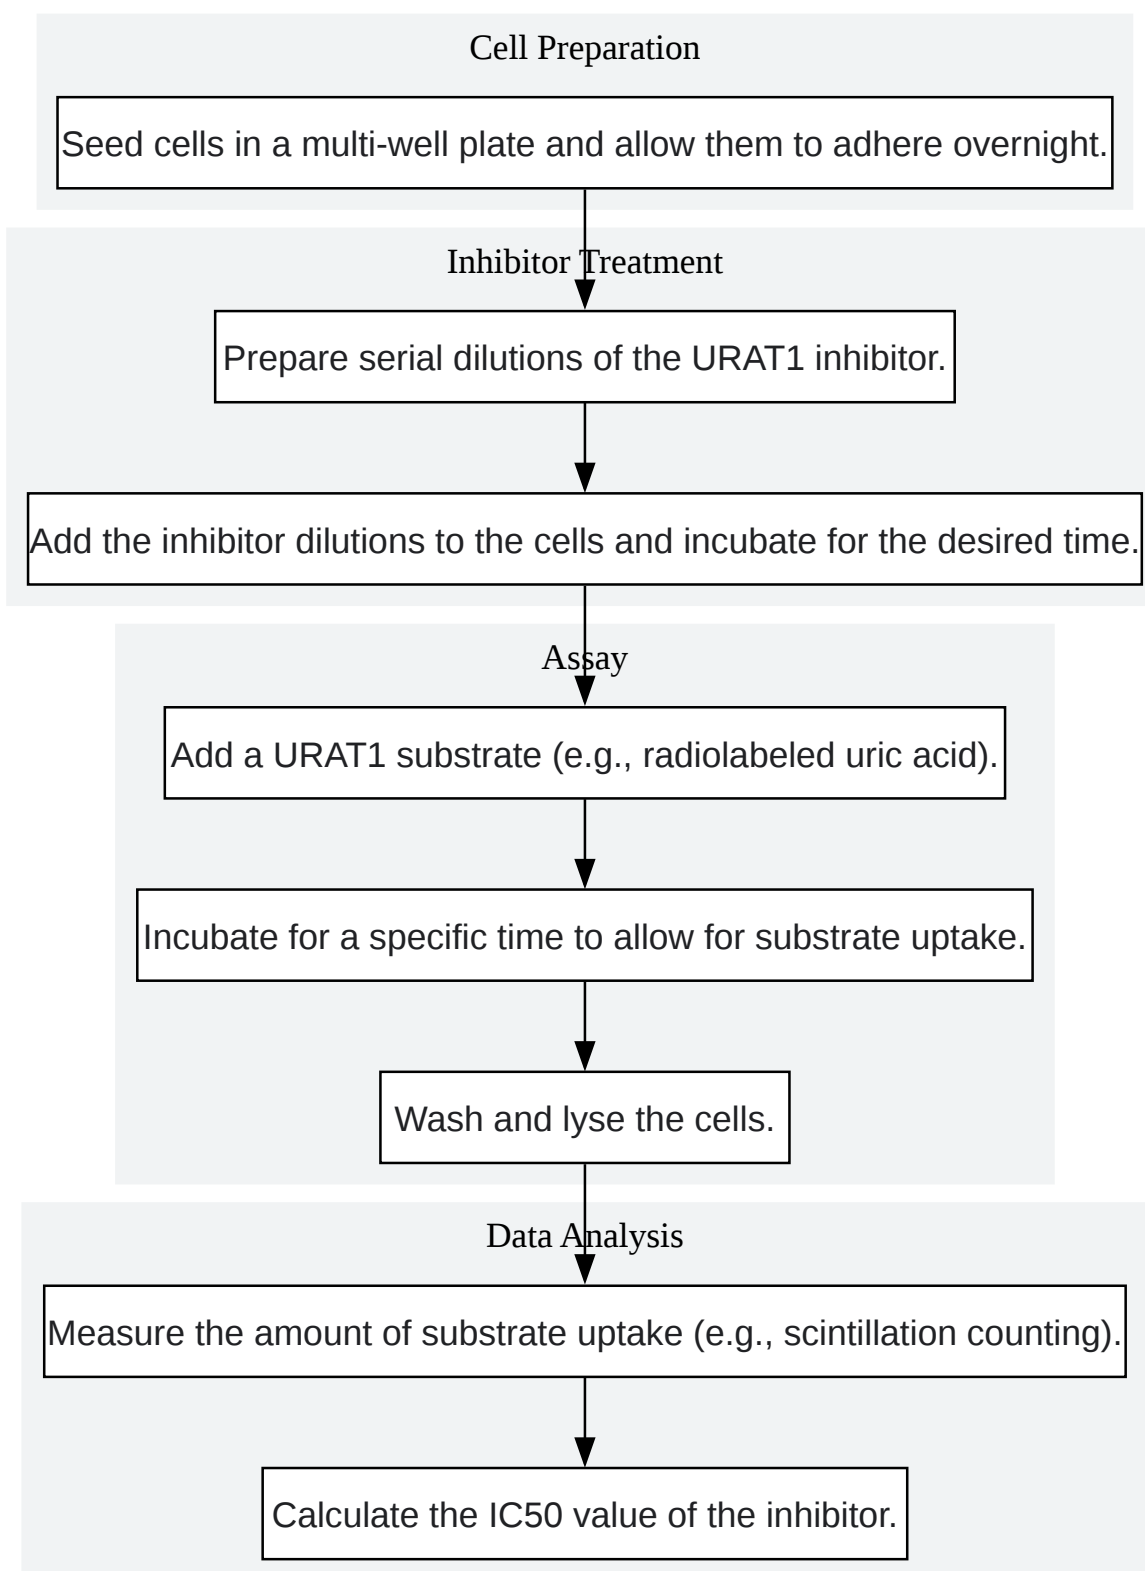 Cell Preparation
Seed cells in a multi-well plate and allow them to adhere overnight.
Inhibitor Treatment
Prepare serial dilutions of the URAT1 inhibitor.
Add the inhibitor dilutions to the cells and incubate for the desired time.
Assay
Add a URAT1 substrate (e.g., radiolabeled uric acid).
Incubate for a specific time to allow for substrate uptake.
Wash and lyse the cells.
Data Analysis
Measure the amount of substrate uptake (e.g., scintillation counting).
Calculate the IC50 value of the inhibitor.